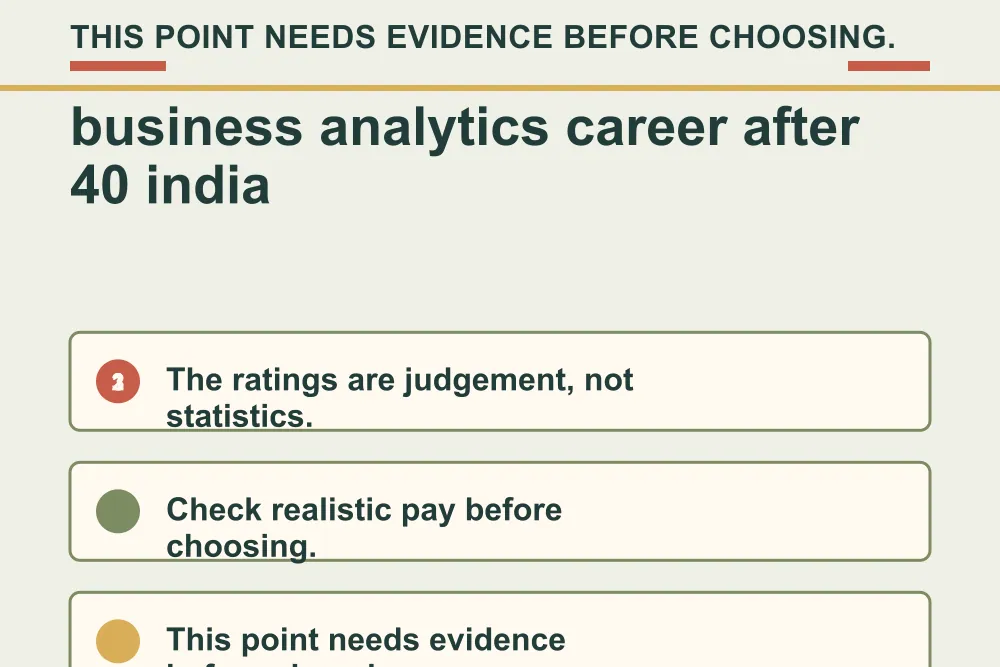 THIS POINT NEEDS EVIDENCE BEFORE CHOOSING.
business analytics career after
40 india
The ratings are judgement, not
statistics.
Check realistic pay before
choosing.
This point needs evidence